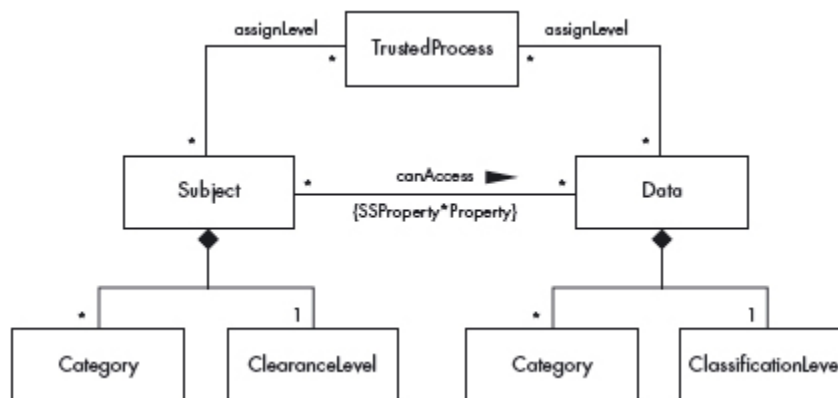 assignLevel
TrustedProcess
assignLevel
*
*
*
*
Subject
*
canAccess
*
Data
{SSProperty*Property}
*
1
*
1
Category
ClearanceLevel
Category
ClassificationLeve